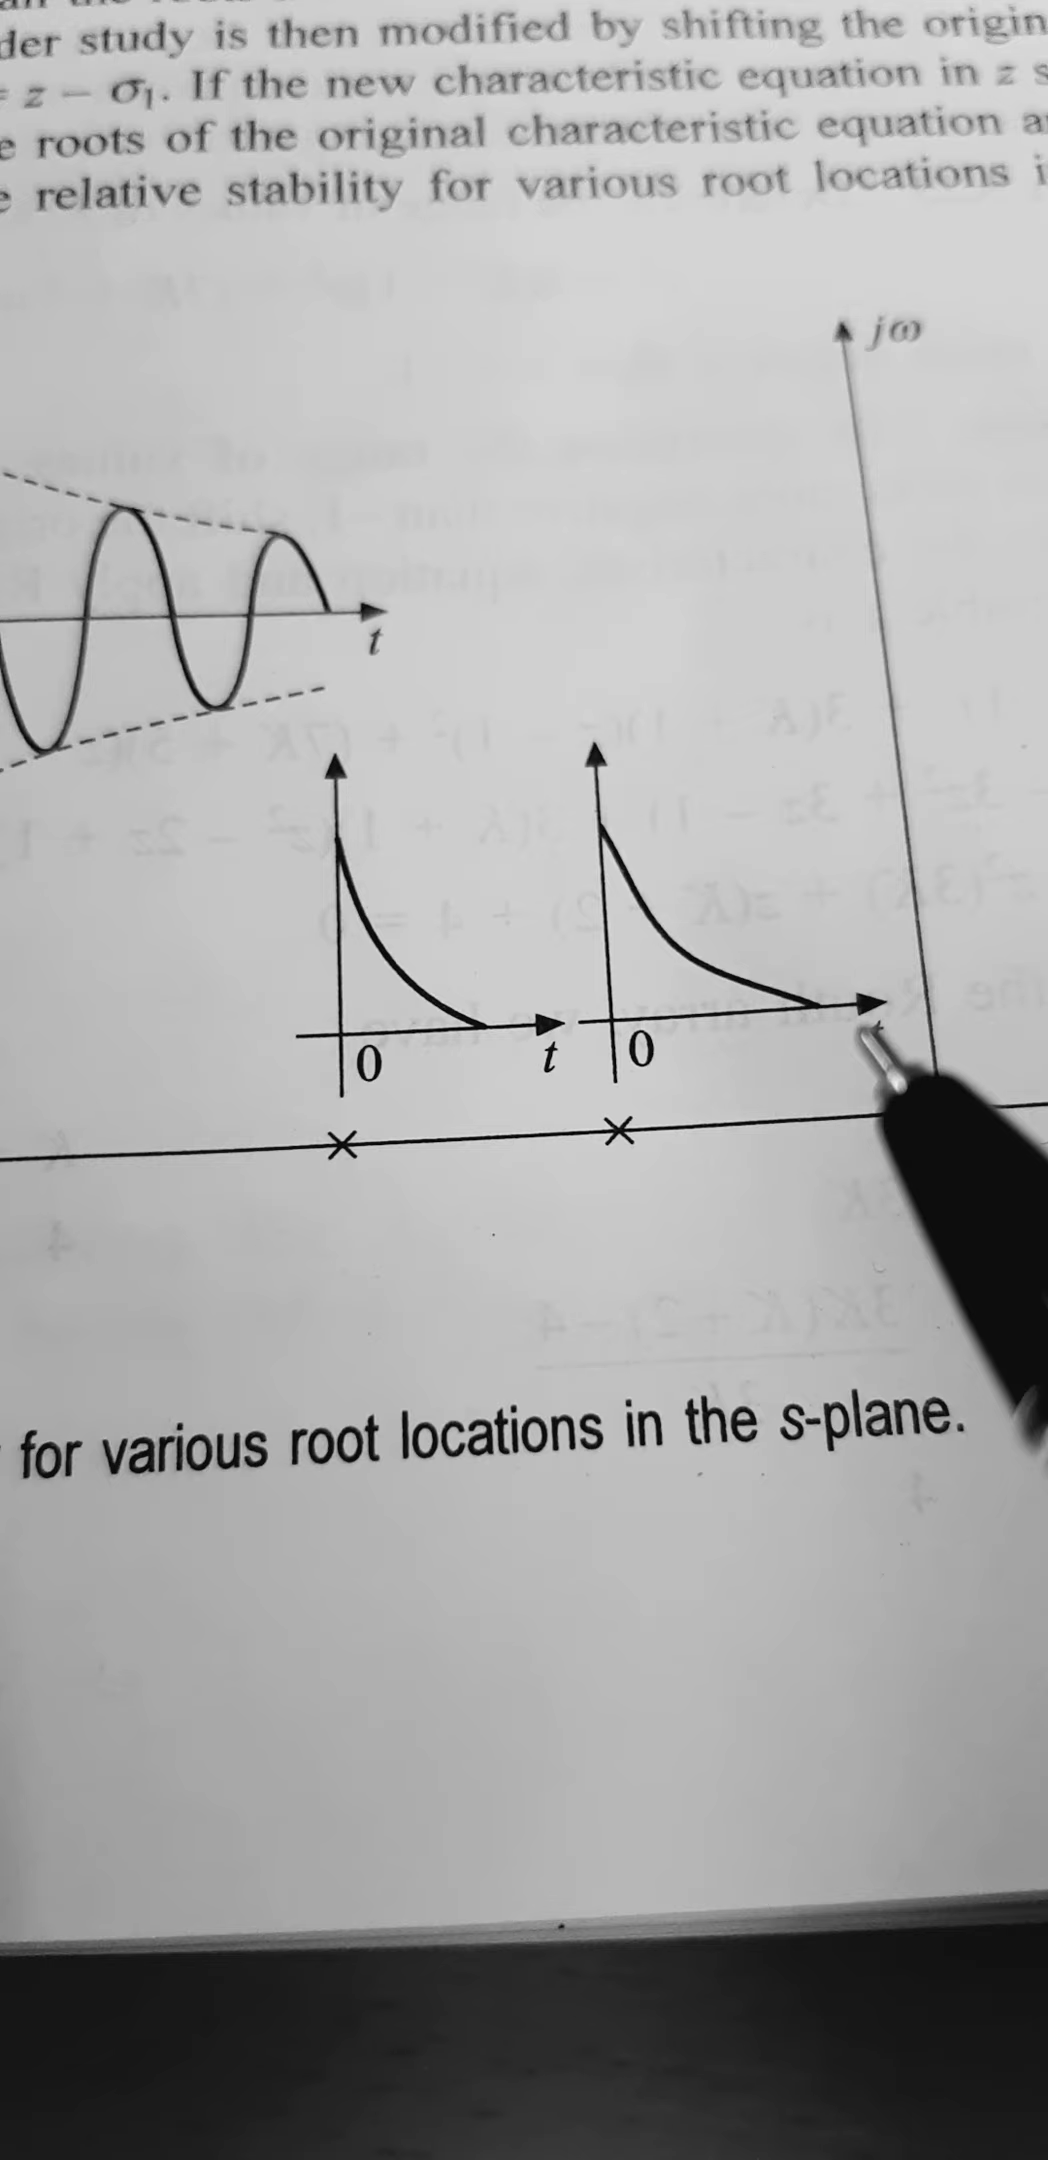 der study is then modified by shifting the origin
= z − σ₁. If the new characteristic equation in z s
e roots of the original characteristic equation a
e relative stability for various root locations i
jω
t
0
t
0
t
for various root locations in the s-plane.